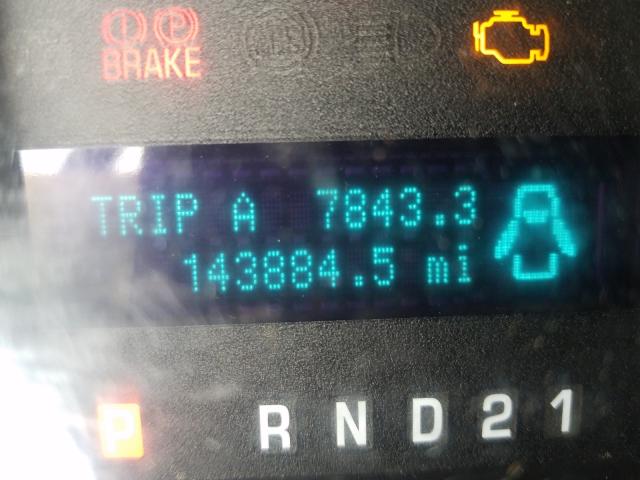 BRAKE
TRIP A 7843.3
143884.5 mi
P R N D 2 1